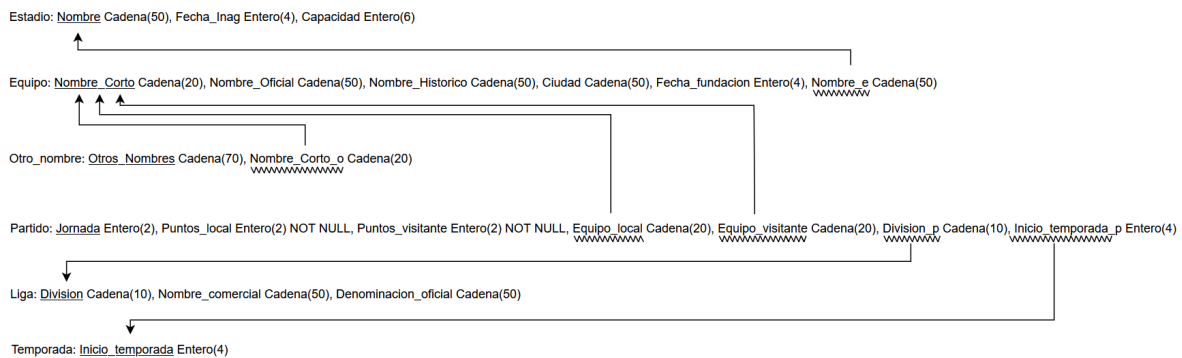 Estadio: Nombre Cadena(50), Fecha_Inag Entero(4), Capacidad Entero(6)
Equipo: Nombre_Corto Cadena(20), Nombre_Oficial Cadena(50), Nombre_Historico Cadena(50), Ciudad Cadena(50), Fecha_fundacion Entero(4), Nombre_e Cadena(50)
Otro_nombre: Otros_Nombres Cadena(70), Nombre_Corto_o Cadena(20)
Partido: Jornada Entero(2), Puntos_local Entero(2) NOT NULL, Puntos_visitante Entero(2) NOT NULL, Equipo_local Cadena(20), Equipo_visitante Cadena(20), Division_p Cadena(10), Inicio_temporada_p Entero(4)
Liga: Division Cadena(10), Nombre_comercial Cadena(50), Denominacion_oficial Cadena(50)
Temporada: Inicio_temporada Entero(4)